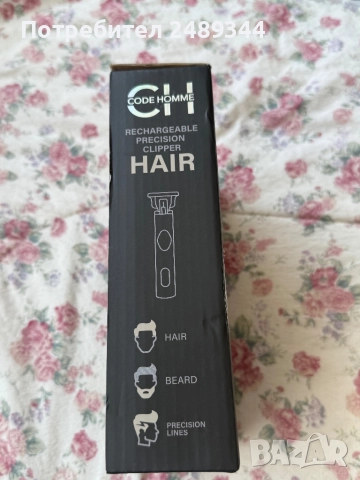 Потребител 2489344
CH
CODE HOMME
RECHARGEABLE
PRECISION
CLIPPER
HAIR
HAIR
BEARD
PRECISION
LINES
BAZAR